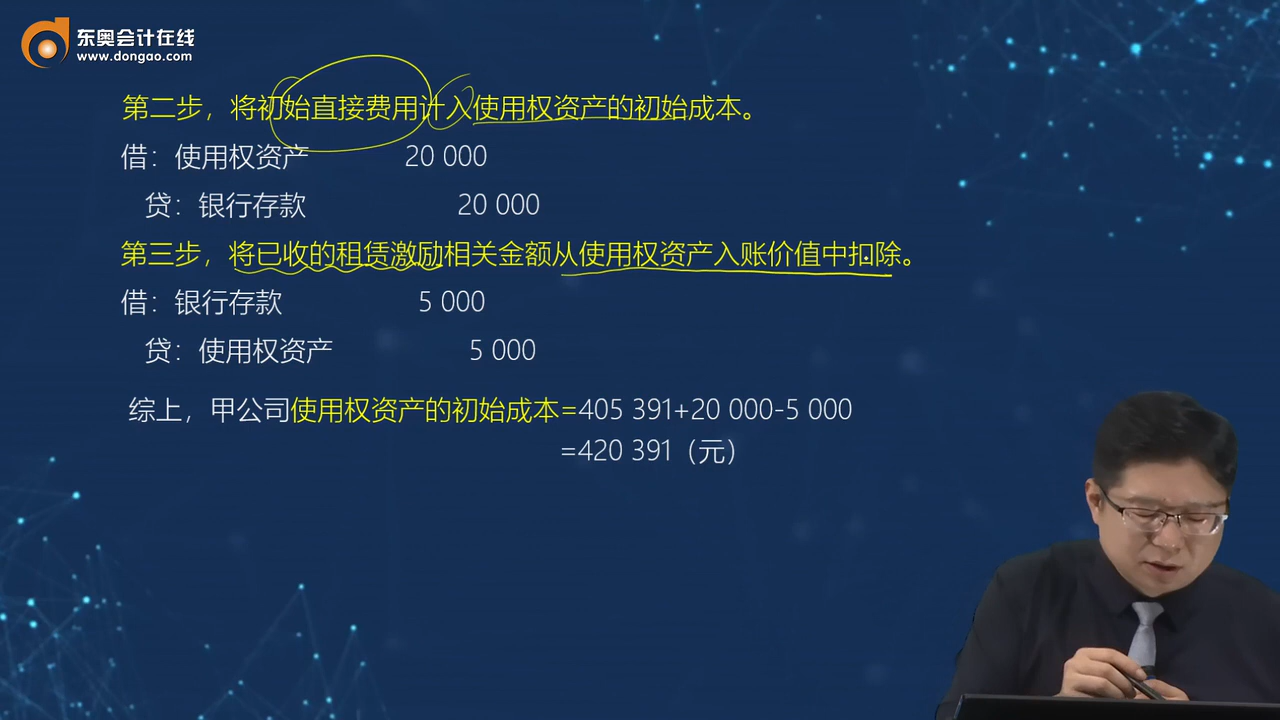 东奥会计在线
www.dongao.com
第二步，将初始直接费用计入使用权资产的初始成本。
借：使用权资产 20 000
贷：银行存款 20 000
第三步，将已收的租赁激励相关金额从使用权资产入账价值中扣除。
借：银行存款 5 000
贷：使用权资产 5 000
综上，甲公司使用权资产的初始成本=405 391+20 000-5 000
=420 391（元）